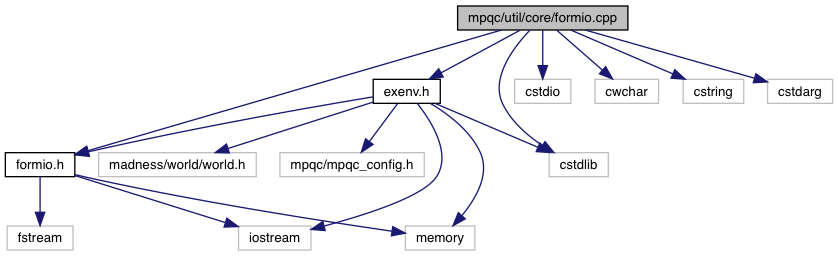 mpqc/util/core/formio.cpp
exenv.h
cstdio
cwchar
cstring
cstdarg
formio.h
madness/world/world.h
mpqc/mpqc_config.h
cstdlib
fstream
iostream
memory